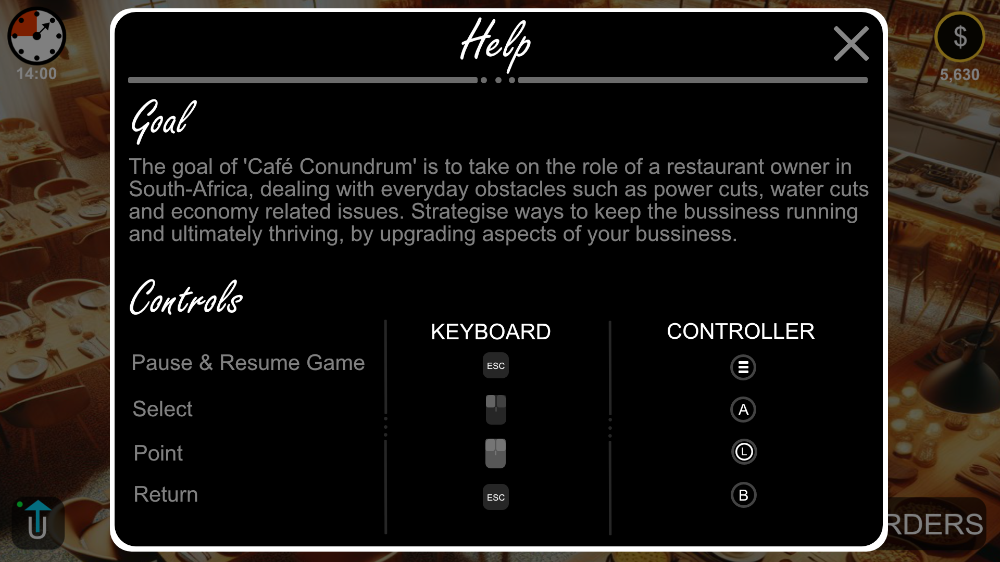 Help
14:00
$
5,630
Goal
The goal of 'Café Conundrum' is to take on the role of a restaurant owner in
South-Africa, dealing with everyday obstacles such as power cuts, water cuts
and economy related issues. Strategise ways to keep the bussiness running
and ultimately thriving, by upgrading aspects of your bussiness.
Controls
KEYBOARD CONTROLLER
Pause & Resume Game ESC
Select A
Point L
Return ESC B
U
RDERS